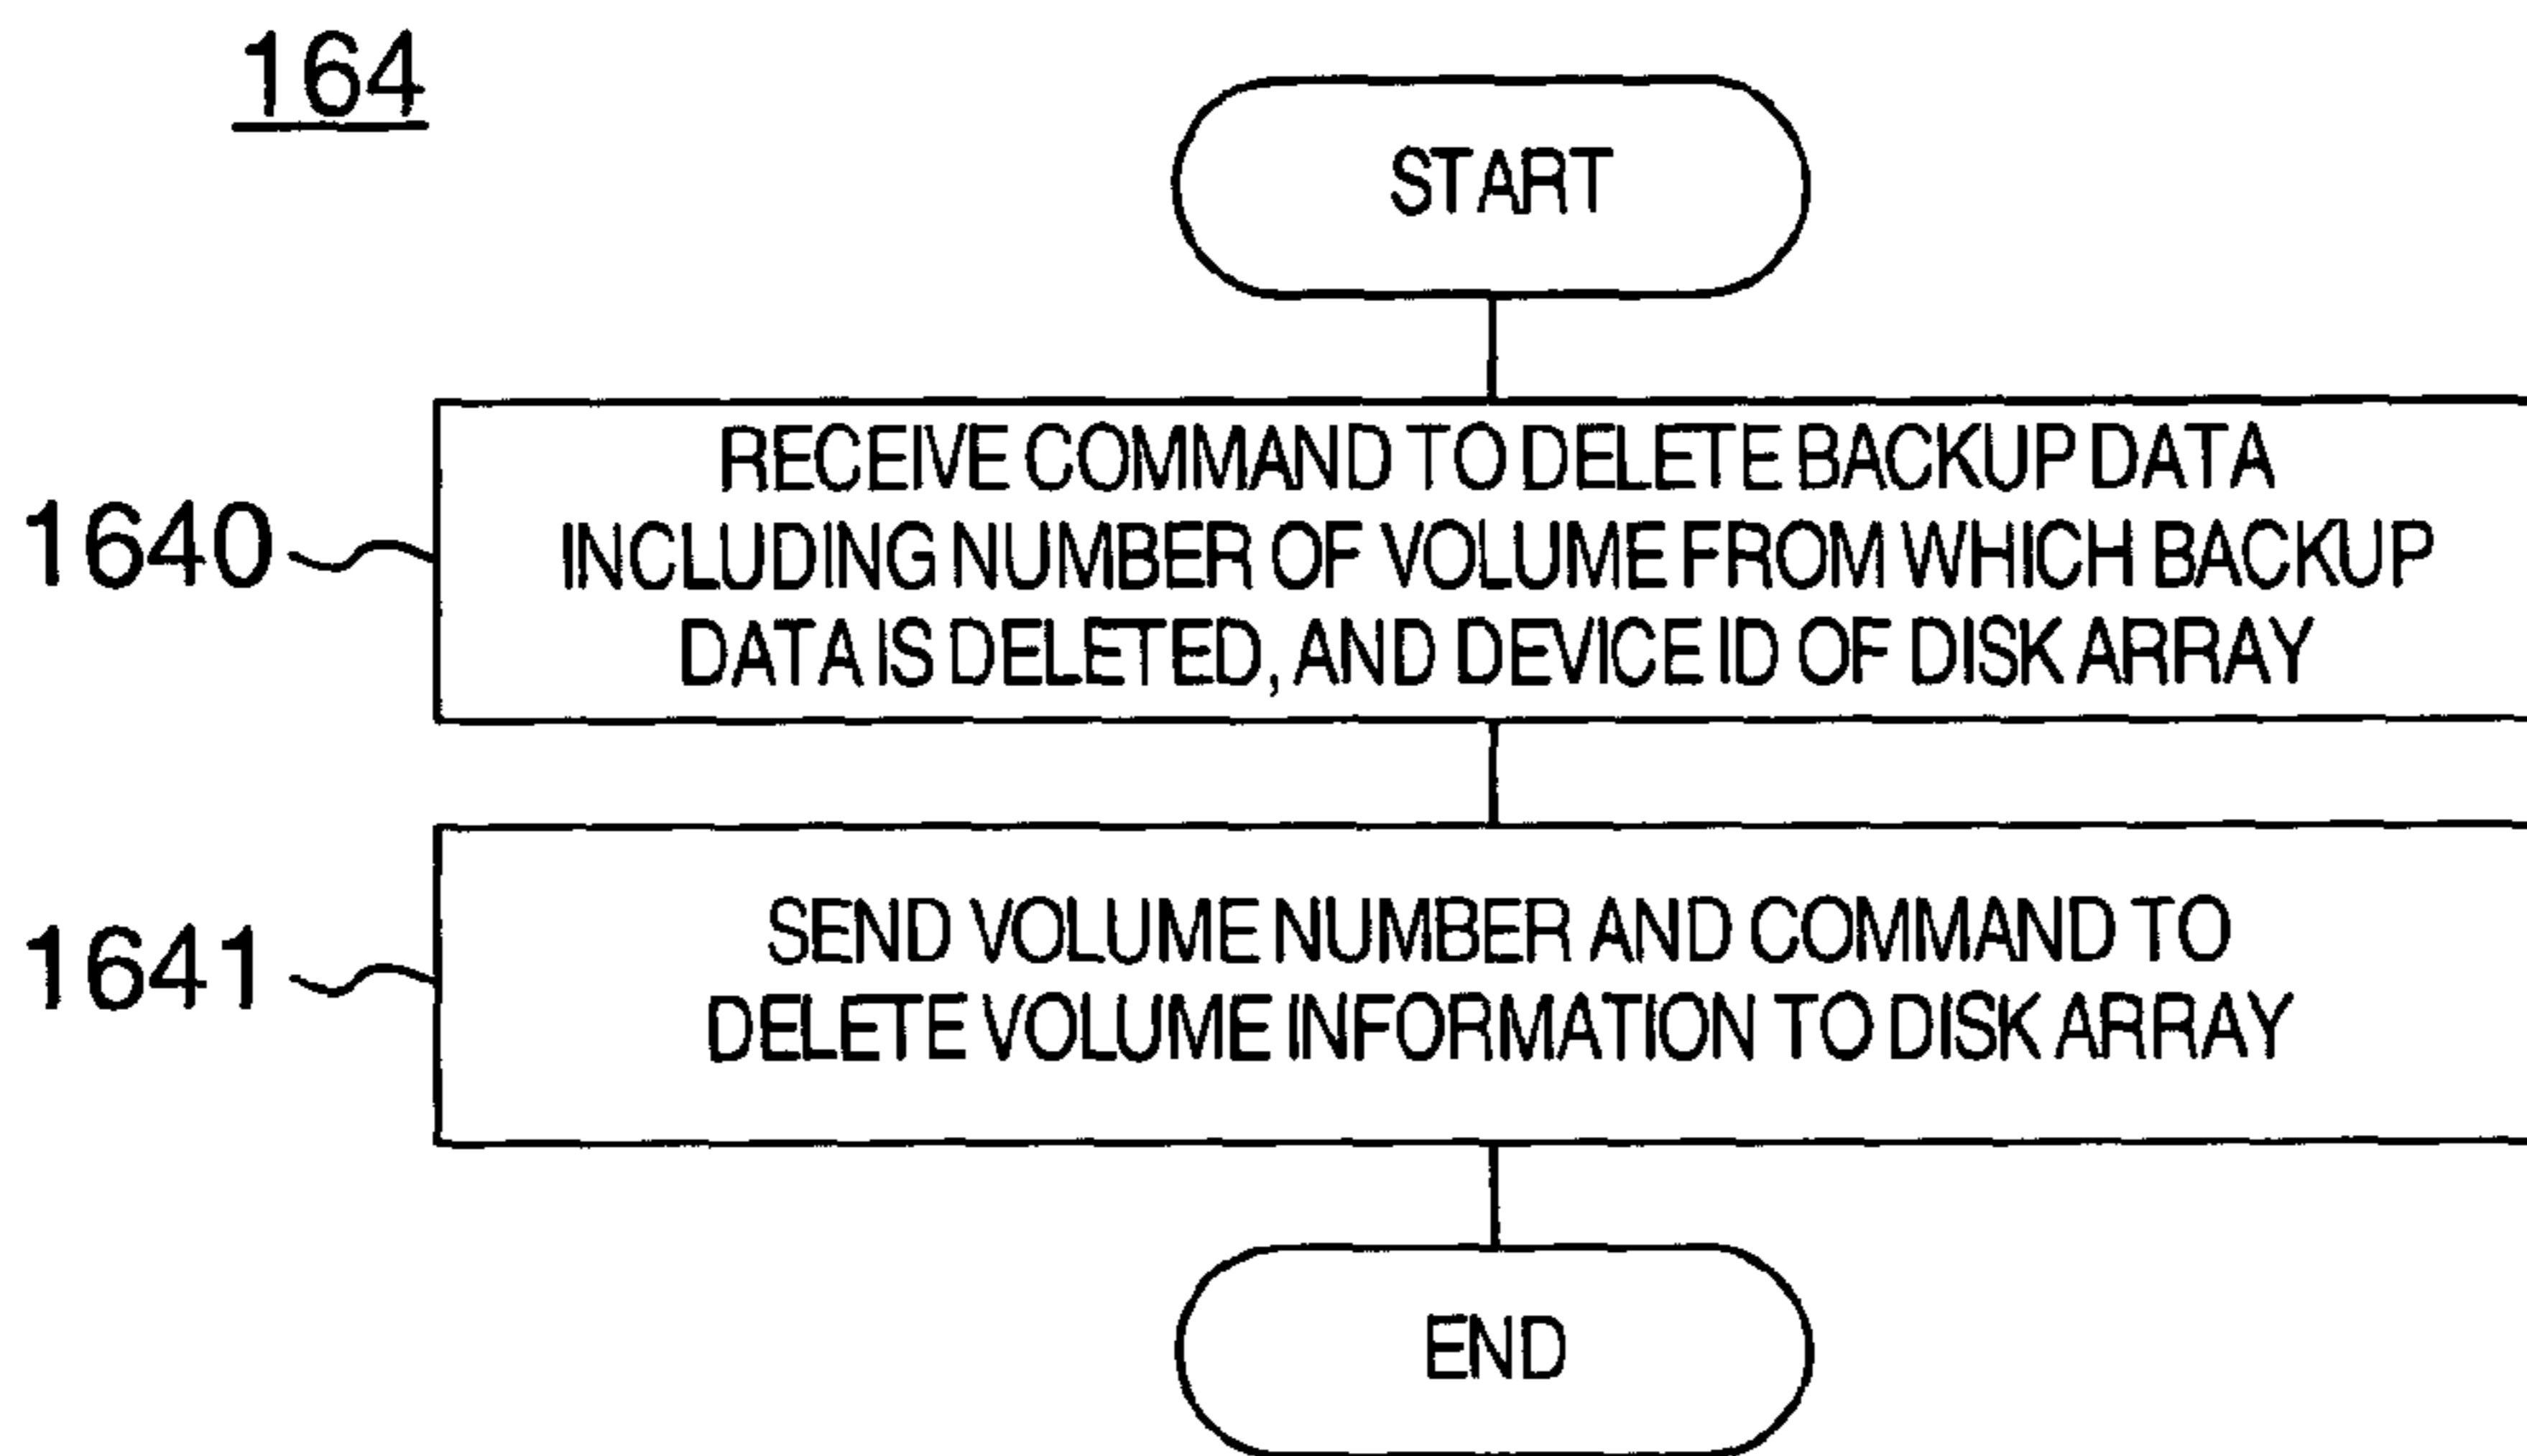 164
START
1640
RECEIVE COMMAND TO DELETE BACKUP DATA
INCLUDING NUMBER OF VOLUME FROM WHICH BACKUP
DATA IS DELETED, AND DEVICE ID OF DISK ARRAY
1641
SEND VOLUME NUMBER AND COMMAND TO
DELETE VOLUME INFORMATION TO DISK ARRAY
END